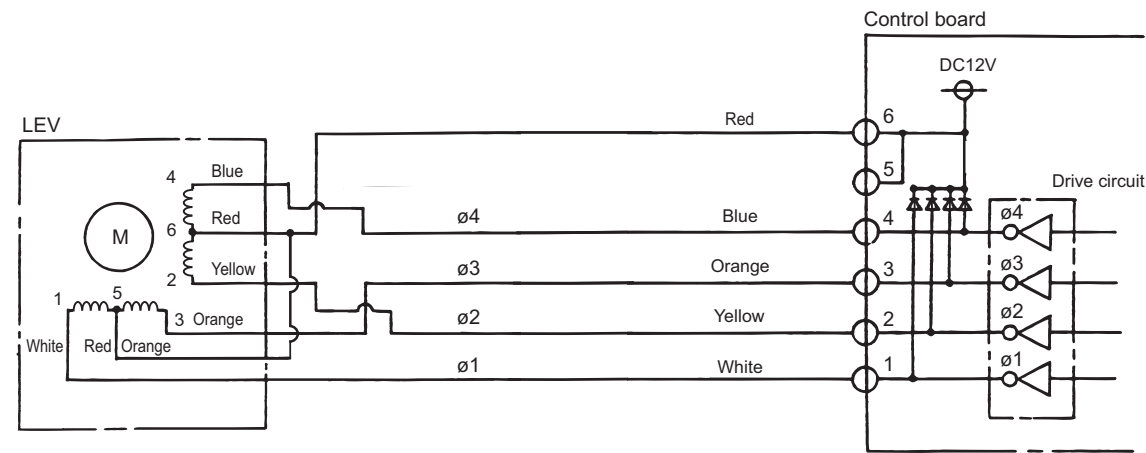 Control board
DC12V
LEV
Red
6
5
Drive circuit
4
Blue
6
Red
M
2
Yellow
ø4
Blue
4
ø4
ø3
Orange
3
ø3
1
5
3
Orange
ø2
Yellow
2
ø2
White
Red
Orange
ø1
White
1
ø1